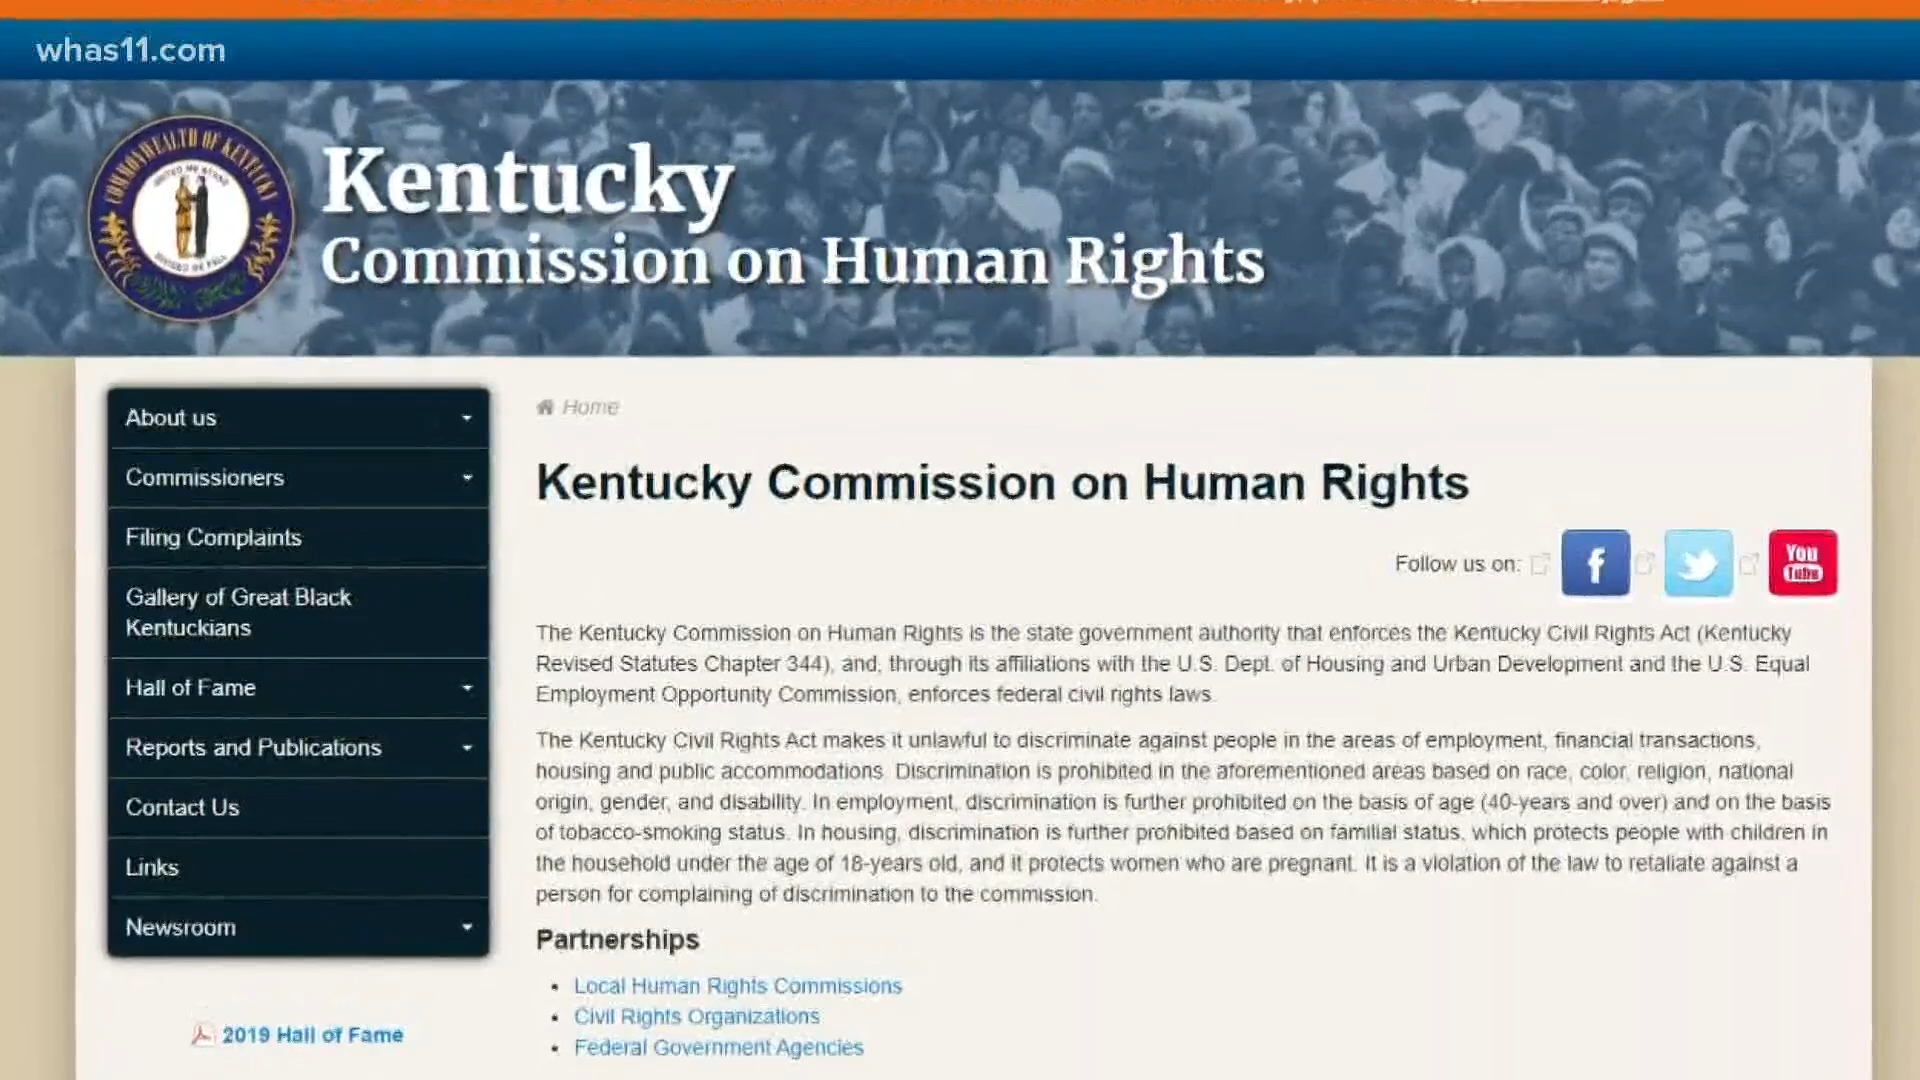 whas11.com
COMMONWEALTH OF KENTUCKY
UNITED WE STAND
DIVIDED WE FALL
Kentucky
Commission on Human Rights
About us
Commissioners
Filing Complaints
Gallery of Great Black
Kentuckians
Hall of Fame
Reports and Publications
Contact Us
Links
Newsroom
2019 Hall of Fame
Home
Kentucky Commission on Human Rights
Follow us on:
f
You
Tube
The Kentucky Commission on Human Rights is the state government authority that enforces the Kentucky Civil Rights Act (Kentucky
Revised Statutes Chapter 344), and, through its affiliations with the U.S. Dept. of Housing and Urban Development and the U.S. Equal
Employment Opportunity Commission, enforces federal civil rights laws.
The Kentucky Civil Rights Act makes it unlawful to discriminate against people in the areas of employment, financial transactions,
housing and public accommodations. Discrimination is prohibited in the aforementioned areas based on race, color, religion, national
origin, gender, and disability. In employment, discrimination is further prohibited on the basis of age (40-years and over) and on the basis
of tobacco-smoking status. In housing, discrimination is further prohibited based on familial status, which protects people with children in
the household under the age of 18-years old, and it protects women who are pregnant. It is a violation of the law to retaliate against a
person for complaining of discrimination to the commission.
Partnerships
• Local Human Rights Commissions
• Civil Rights Organizations
• Federal Government Agencies